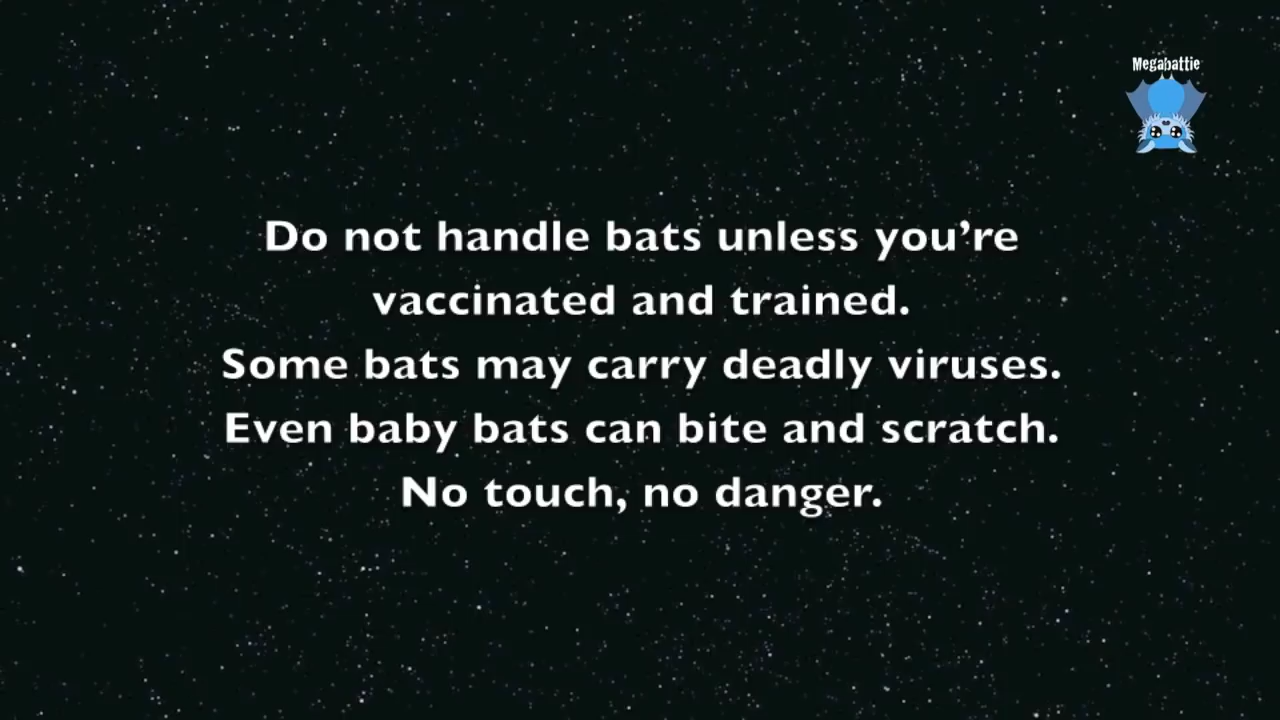 Megabattie
Do not handle bats unless you’re
vaccinated and trained.
Some bats may carry deadly viruses.
Even baby bats can bite and scratch.
No touch, no danger.